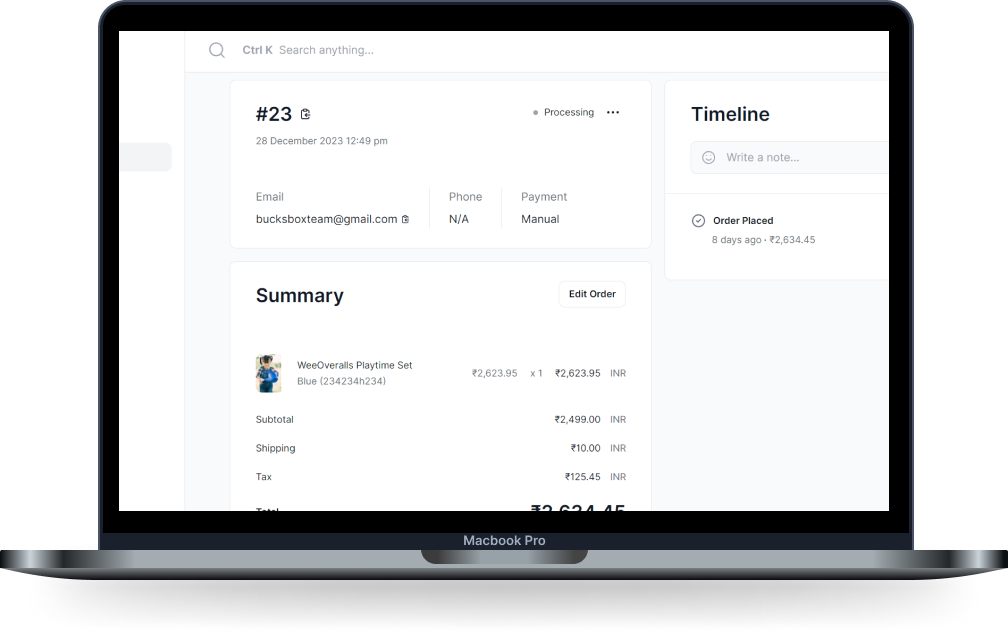 Ctrl K Search anything...
#23
Processing
28 December 2023 12:49 pm
Email
bucksboxteam@gmail.com
Phone
N/A
Payment
Manual
Timeline
Write a note...
Order Placed
8 days ago · ₹2,634.45
Summary
Edit Order
WeeOveralls Playtime Set
Blue (234234h234)
₹2,623.95 x 1 ₹2,623.95 INR
Subtotal ₹2,499.00 INR
Shipping ₹10.00 INR
Tax ₹125.45 INR
Total ₹2,634.45
Macbook Pro